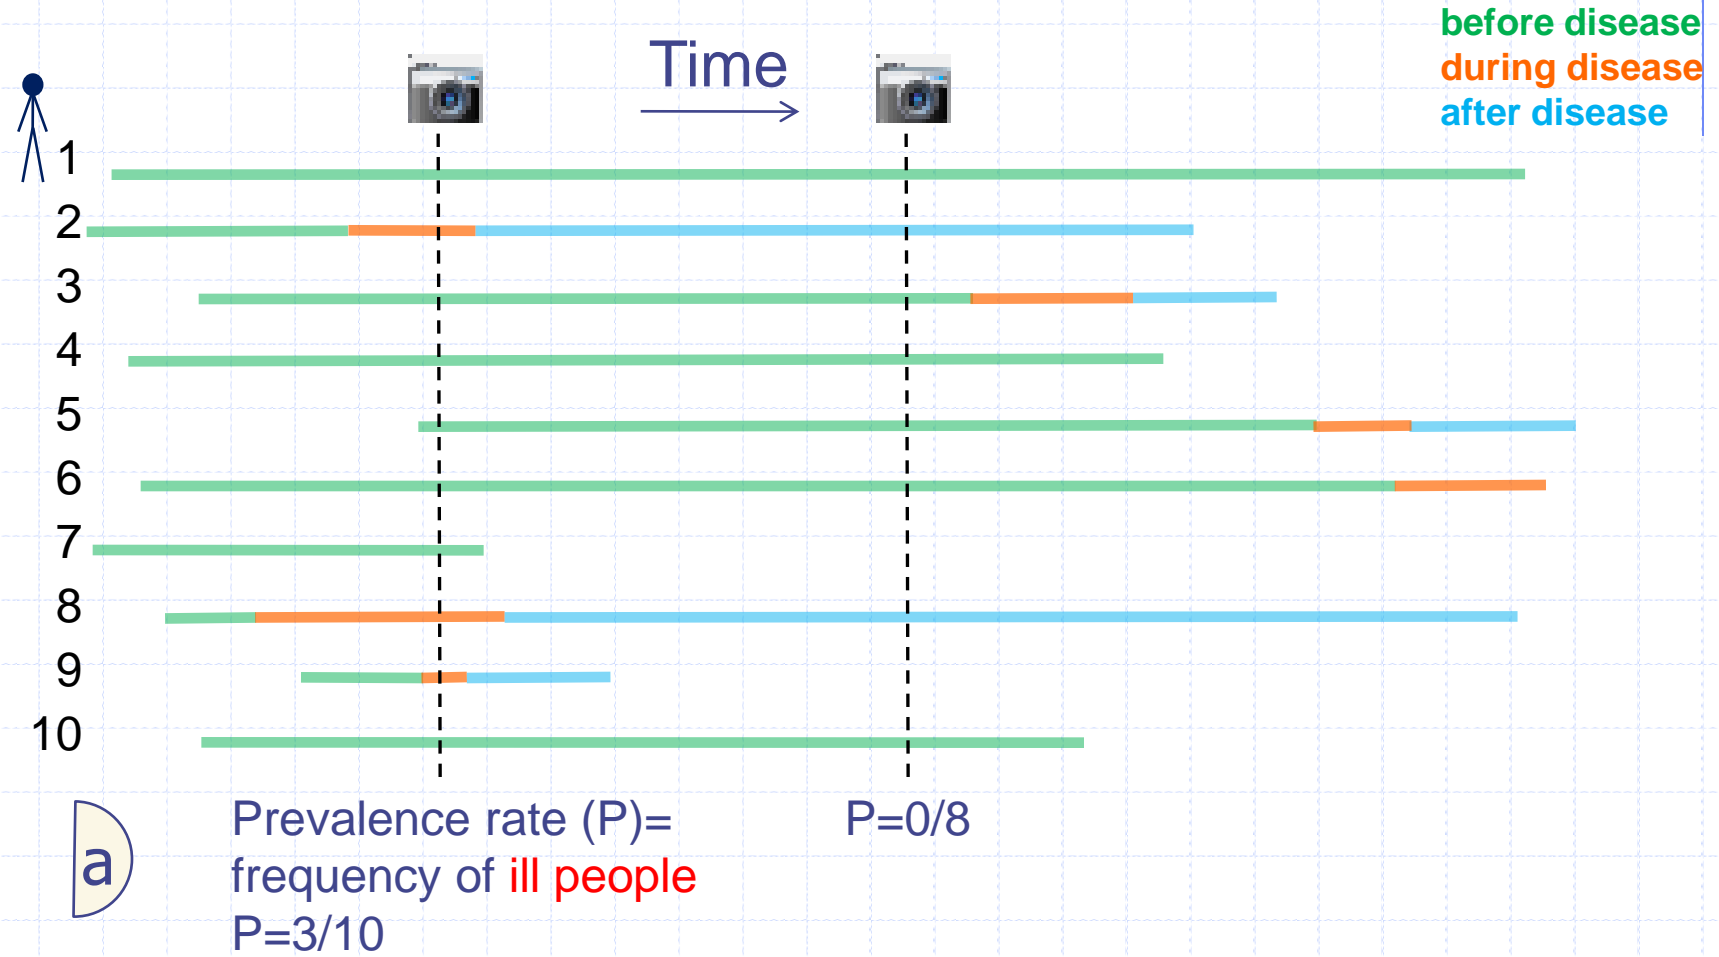 before disease
during disease
after disease
Time
1
2
3
4
5
6
7
8
9
10
a
Prevalence rate (P)=
frequency of ill people
P=3/10
P=0/8